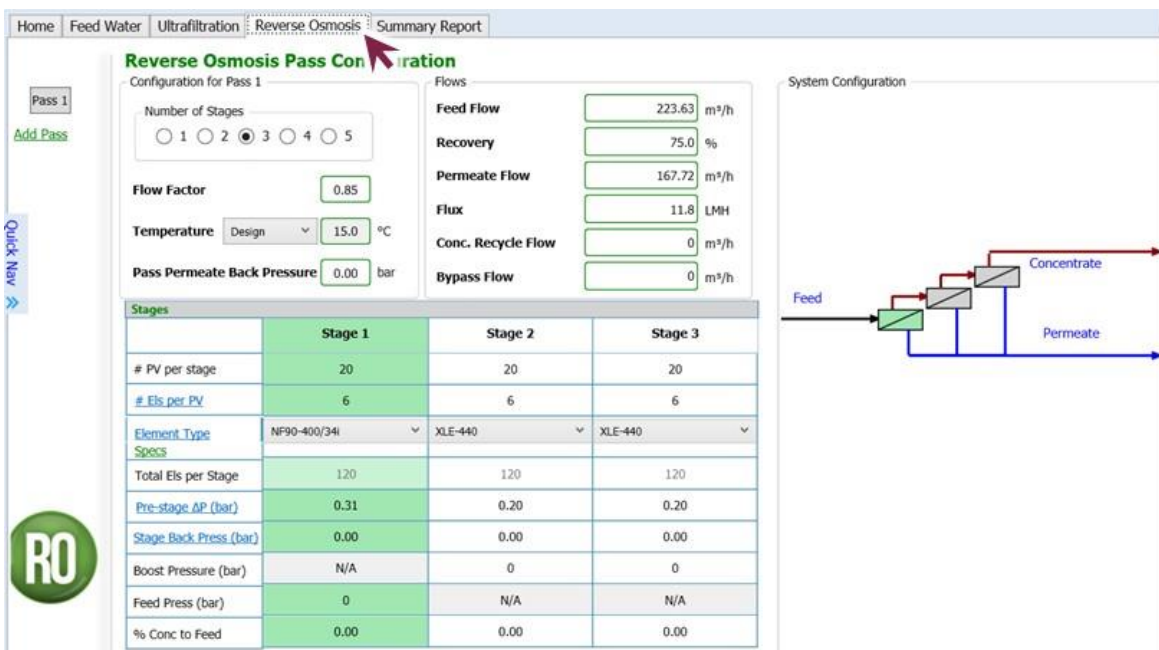 Home Feed Water Ultrafiltration Reverse Osmosis Summary Report
Reverse Osmosis Pass Con ration
Pass 1
Add Pass
Quick Nav »
Configuration for Pass 1
Number of Stages
1 2 3 4 5
Flow Factor 0.85
Temperature Design 15.0 °C
Pass Permeate Back Pressure 0.00 bar
Flows
Feed Flow 223.63 m³/h
Recovery 75.0 %
Permeate Flow 167.72 m³/h
Flux 11.8 LMH
Conc. Recycle Flow 0 m³/h
Bypass Flow 0 m³/h
System Configuration
Feed
Concentrate
Permeate
Stages
Stage 1 Stage 2 Stage 3
# PV per stage 20 20 20
# Els per PV 6 6 6
Element Type NF90-400/34i XLE-440 XLE-440
Specs
Total Els per Stage 120 120 120
Pre-stage ΔP (bar) 0.31 0.20 0.20
Stage Back Press (bar) 0.00 0.00 0.00
Boost Pressure (bar) N/A 0 0
Feed Press (bar) 0 N/A N/A
% Conc to Feed 0.00 0.00 0.00
RO